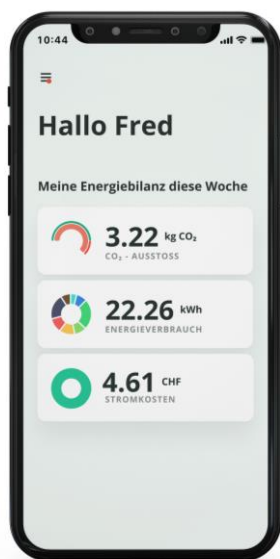 10:44
Hallo Fred
Meine Energiebilanz diese Woche
3.22 kg CO₂
CO₂ - AUSSTOSS
22.26 kWh
ENERGIEVERBRAUCH
4.61 CHF
STROMKOSTEN